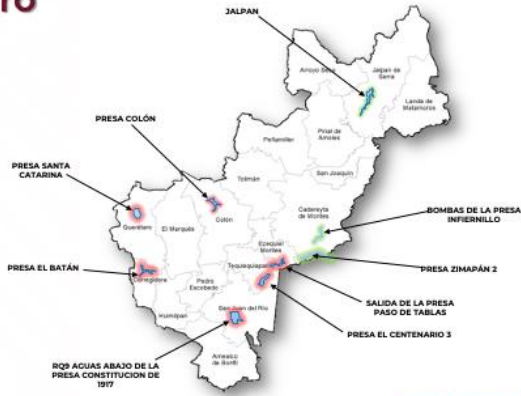 ro
JALPAN
Arroyo Seco
Jalpan de
Serra
Landa de
Matamoros
PRESA COLÓN
Peñamiller
Pinal de
Amoles
San Joaquín
Tolimán
PRESA SANTA
CATARINA
Querétaro
El Marqués
Colón
Cadereyta
de Montes
BOMBAS DE LA PRESA
INFIERNILLO
Ezequiel
Montes
PRESA EL BATÁN
Corregidora
Tequisquiapan
PRESA ZIMAPÁN 2
Pedro
Escobedo
SALIDA DE LA PRESA
PASO DE TABLAS
Huimilpan
San Juan del Río
PRESA EL CENTENARIO 3
RQ9 AGUAS ABAJO DE LA
PRESA CONSTITUCION DE
1917
Amealco
de Bonfil